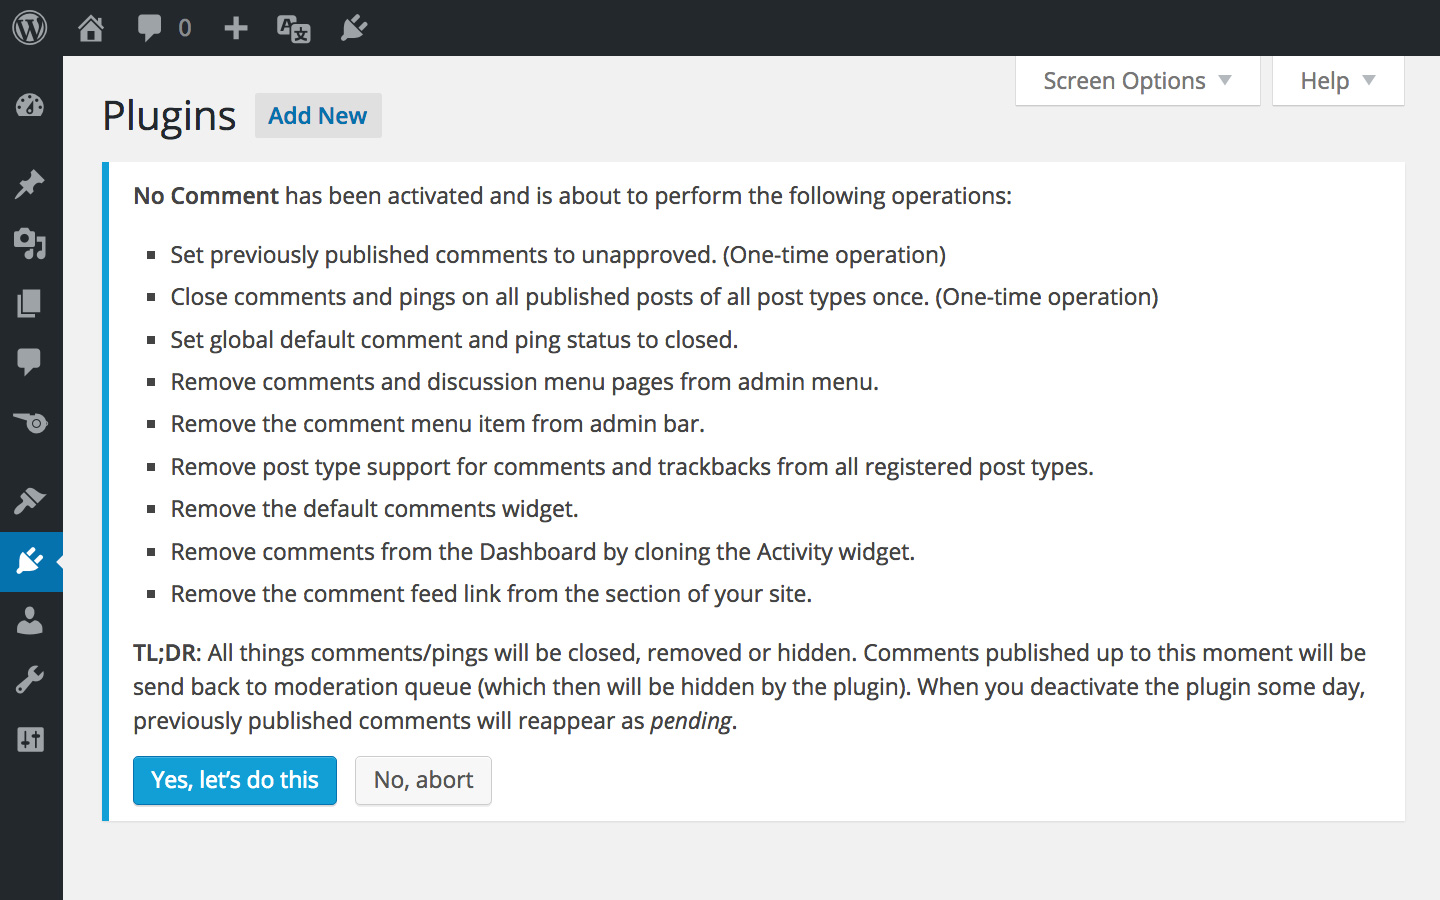 0
Screen Options
Help
Plugins
Add New
No Comment has been activated and is about to perform the following operations:
Set previously published comments to unapproved. (One-time operation)
Close comments and pings on all published posts of all post types once. (One-time operation)
Set global default comment and ping status to closed.
Remove comments and discussion menu pages from admin menu.
Remove the comment menu item from admin bar.
Remove post type support for comments and trackbacks from all registered post types.
Remove the default comments widget.
Remove comments from the Dashboard by cloning the Activity widget.
Remove the comment feed link from the section of your site.
TL;DR: All things comments/pings will be closed, removed or hidden. Comments published up to this moment will be
send back to moderation queue (which then will be hidden by the plugin). When you deactivate the plugin some day,
previously published comments will reappear as pending.
Yes, let’s do this
No, abort